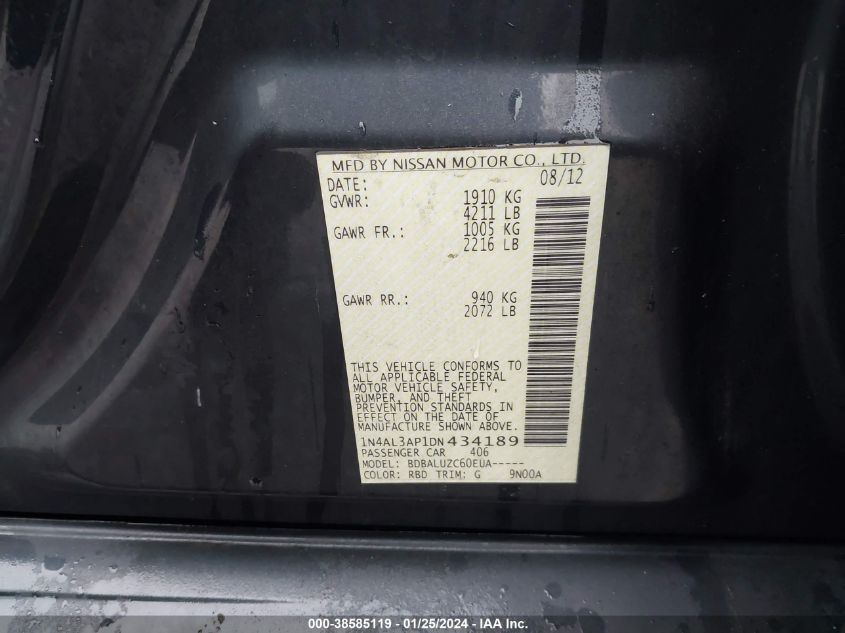 MFD BY NISSAN MOTOR CO., LTD.
DATE: 08/12
GVWR: 1910 KG
4211 LB
GAWR FR.: 1005 KG
2216 LB
GAWR RR.: 940 KG
2072 LB
THIS VEHICLE CONFORMS TO
ALL APPLICABLE FEDERAL
MOTOR VEHICLE SAFETY,
BUMPER, AND THEFT
PREVENTION STANDARDS IN
EFFECT ON THE DATE OF
MANUFACTURE SHOWN ABOVE.
1N4AL3AP1DN434189
PASSENGER CAR 406
MODEL: BDBALUZC60EUA-----
COLOR: RBD TRIM: G 9N00A
000-38585119 - 01/25/2024 - IAAI.com